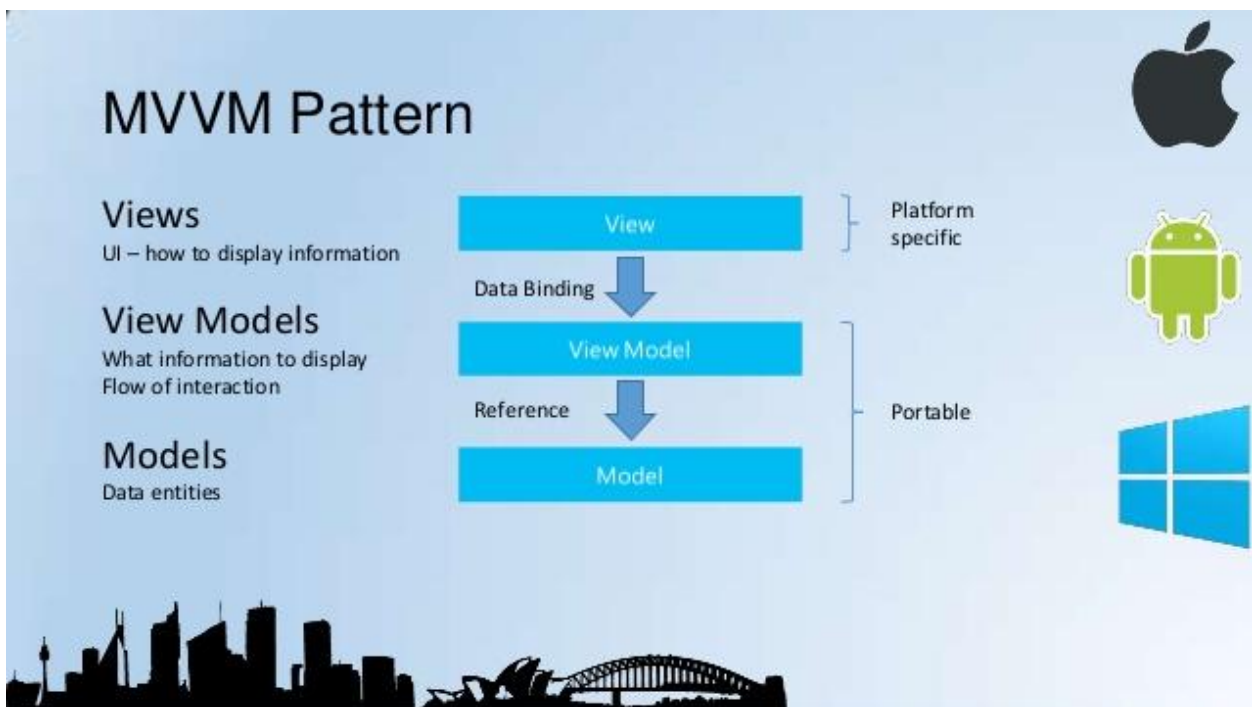 MVVM Pattern
Views
UI – how to display information
View Models
What information to display
Flow of interaction
Models
Data entities
View
Data Binding
View Model
Reference
Model
Platform
specific
Portable